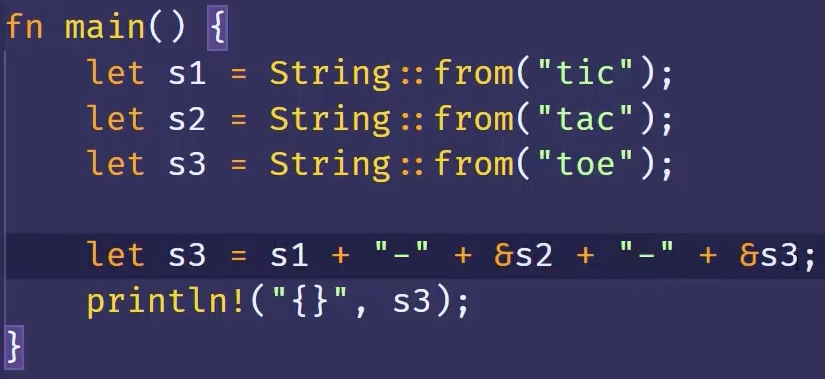 fn main() {
    let s1 = String::from("tic");
    let s2 = String::from("tac");
    let s3 = String::from("toe");
    let s3 = s1 + "-" + &s2 + "-" + &s3;
    println!("{}", s3);
}